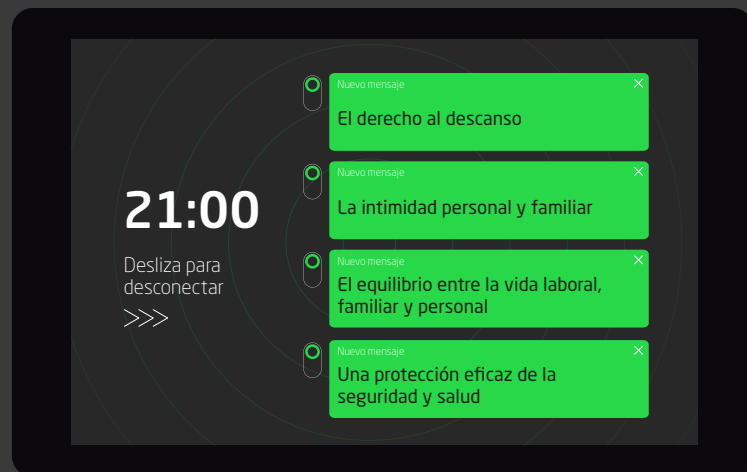 21:00
Desliza para
desconectar
Nuevo mensaje
El derecho al descanso
Nuevo mensaje
La intimidad personal y familiar
Nuevo mensaje
El equilibrio entre la vida laboral,
familiar y personal
Nuevo mensaje
Una protección eficaz de la
seguridad y salud